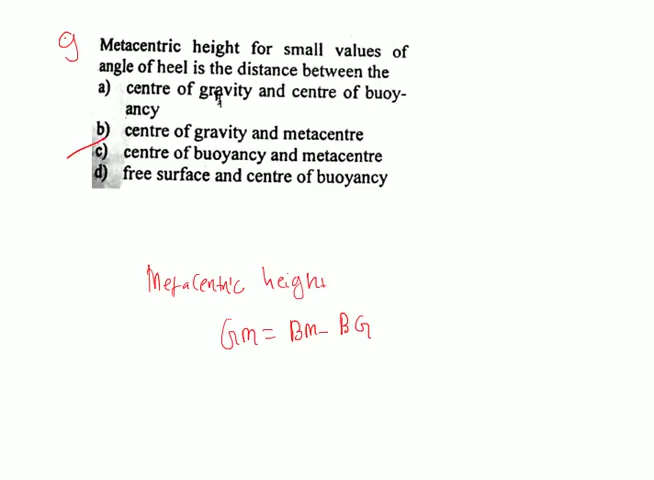 9 Metacentric height for small values of
angle of heel is the distance between the
a) centre of gravity and centre of buoy-
ancy
b) centre of gravity and metacentre
c) centre of buoyancy and metacentre
d) free surface and centre of buoyancy
Metacentric height
GM = BM - BG